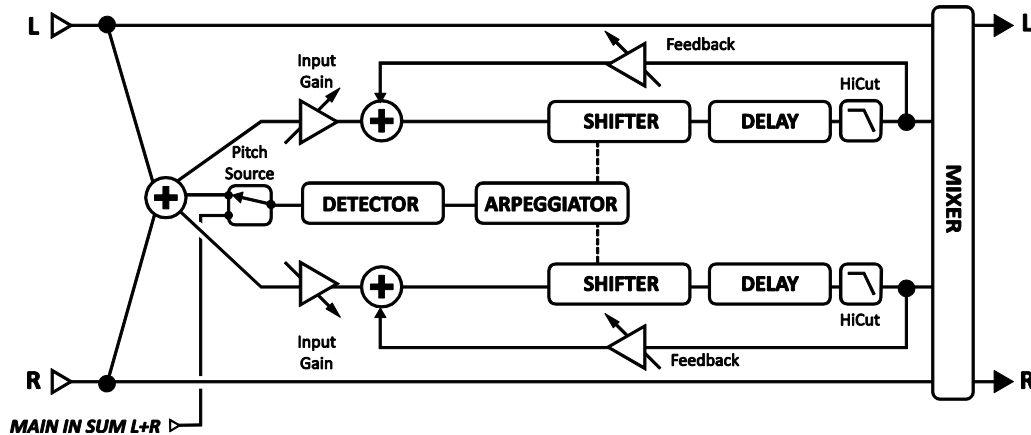 L
L
Feedback
Input
Gain
HiCut
SHIFTER
DELAY
Pitch
Source
DETECTOR
ARPEGGIATOR
MIXER
SHIFTER
DELAY
HiCut
Input
Gain
Feedback
R
R
MAIN IN SUM L+R